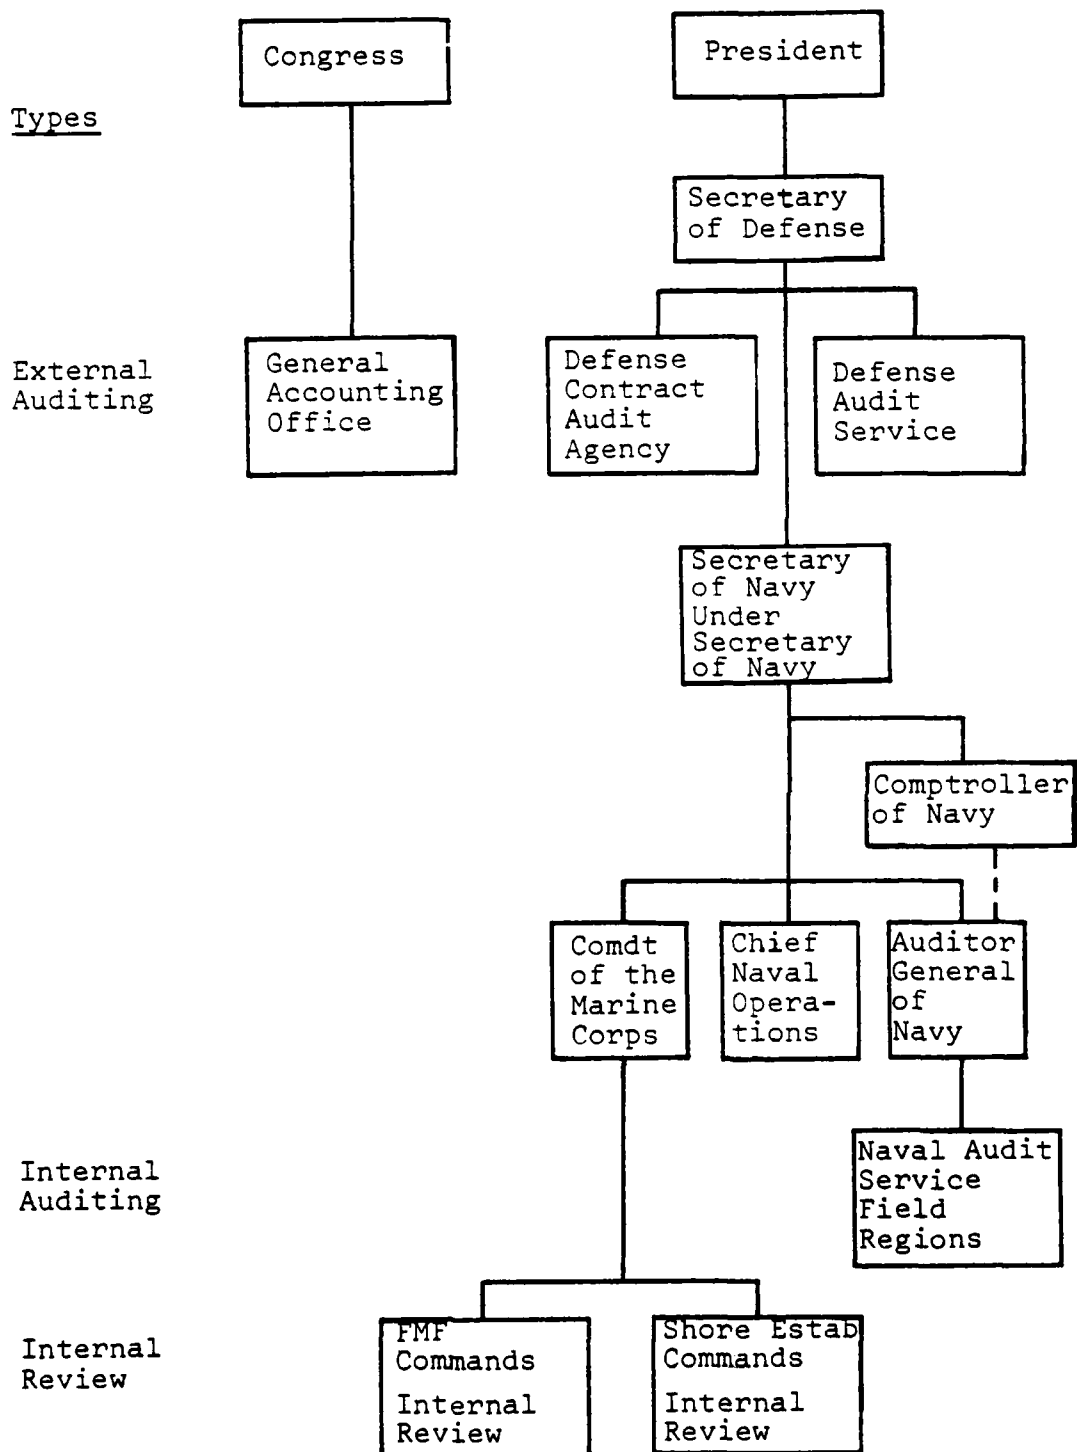 Congress
President
Types
Secretary
of Defense
External
Auditing
General
Accounting
Office
Defense
Contract
Audit
Agency
Defense
Audit
Service
Secretary
of Navy
Under
Secretary
of Navy
Comptroller
of Navy
Comdt
of the
Marine
Corps
Chief
Naval
Opera-
tions
Auditor
General
of
Navy
Internal
Auditing
Naval Audit
Service
Field
Regions
Internal
Review
FMF
Commands
Internal
Review
Shore Estab
Commands
Internal
Review